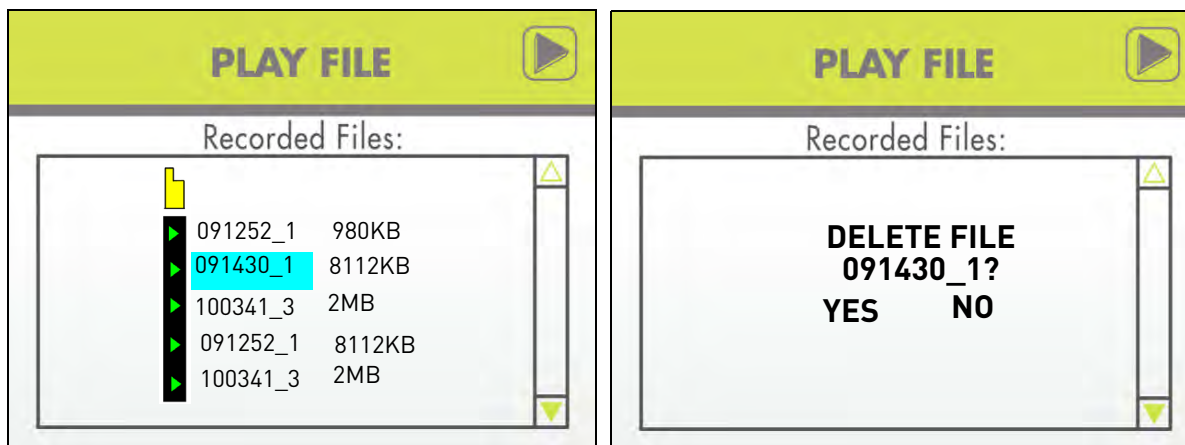 PLAY FILE
Recorded Files:
091252_1 980KB
091430_1 8112KB
100341_3 2MB
091252_1 8112KB
100341_3 2MB
PLAY FILE
Recorded Files:
DELETE FILE
091430_1?
YES NO